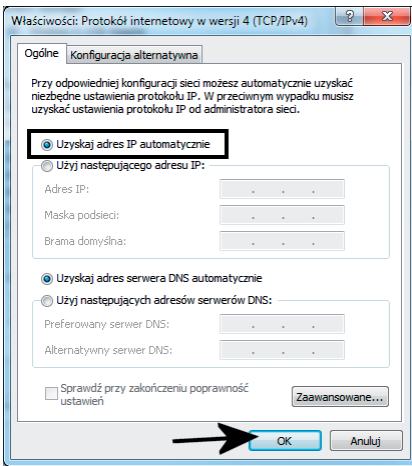 Właściwości: Protokół internetowy w wersji 4 (TCP/IPv4)
Ogólne
Konfiguracja alternatywna
Przy odpowiedniej konfiguracji sieci możesz automatycznie uzyskać
niezbędne ustawienia protokołu IP. W przeciwnym wypadku musisz
uzyskać ustawienia protokołu IP od administratora sieci.
Uzyskaj adres IP automatycznie
Użyj następującego adresu IP:
Adres IP:
Maska podsieci:
Brama domyślna:
Uzyskaj adres serwera DNS automatycznie
Użyj następujących adresów serwerów DNS:
Preferowany serwer DNS:
Alternatywny serwer DNS:
Sprawdź przy zakończeniu poprawność
ustawień
Zaawansowane...
OK
Anuluj